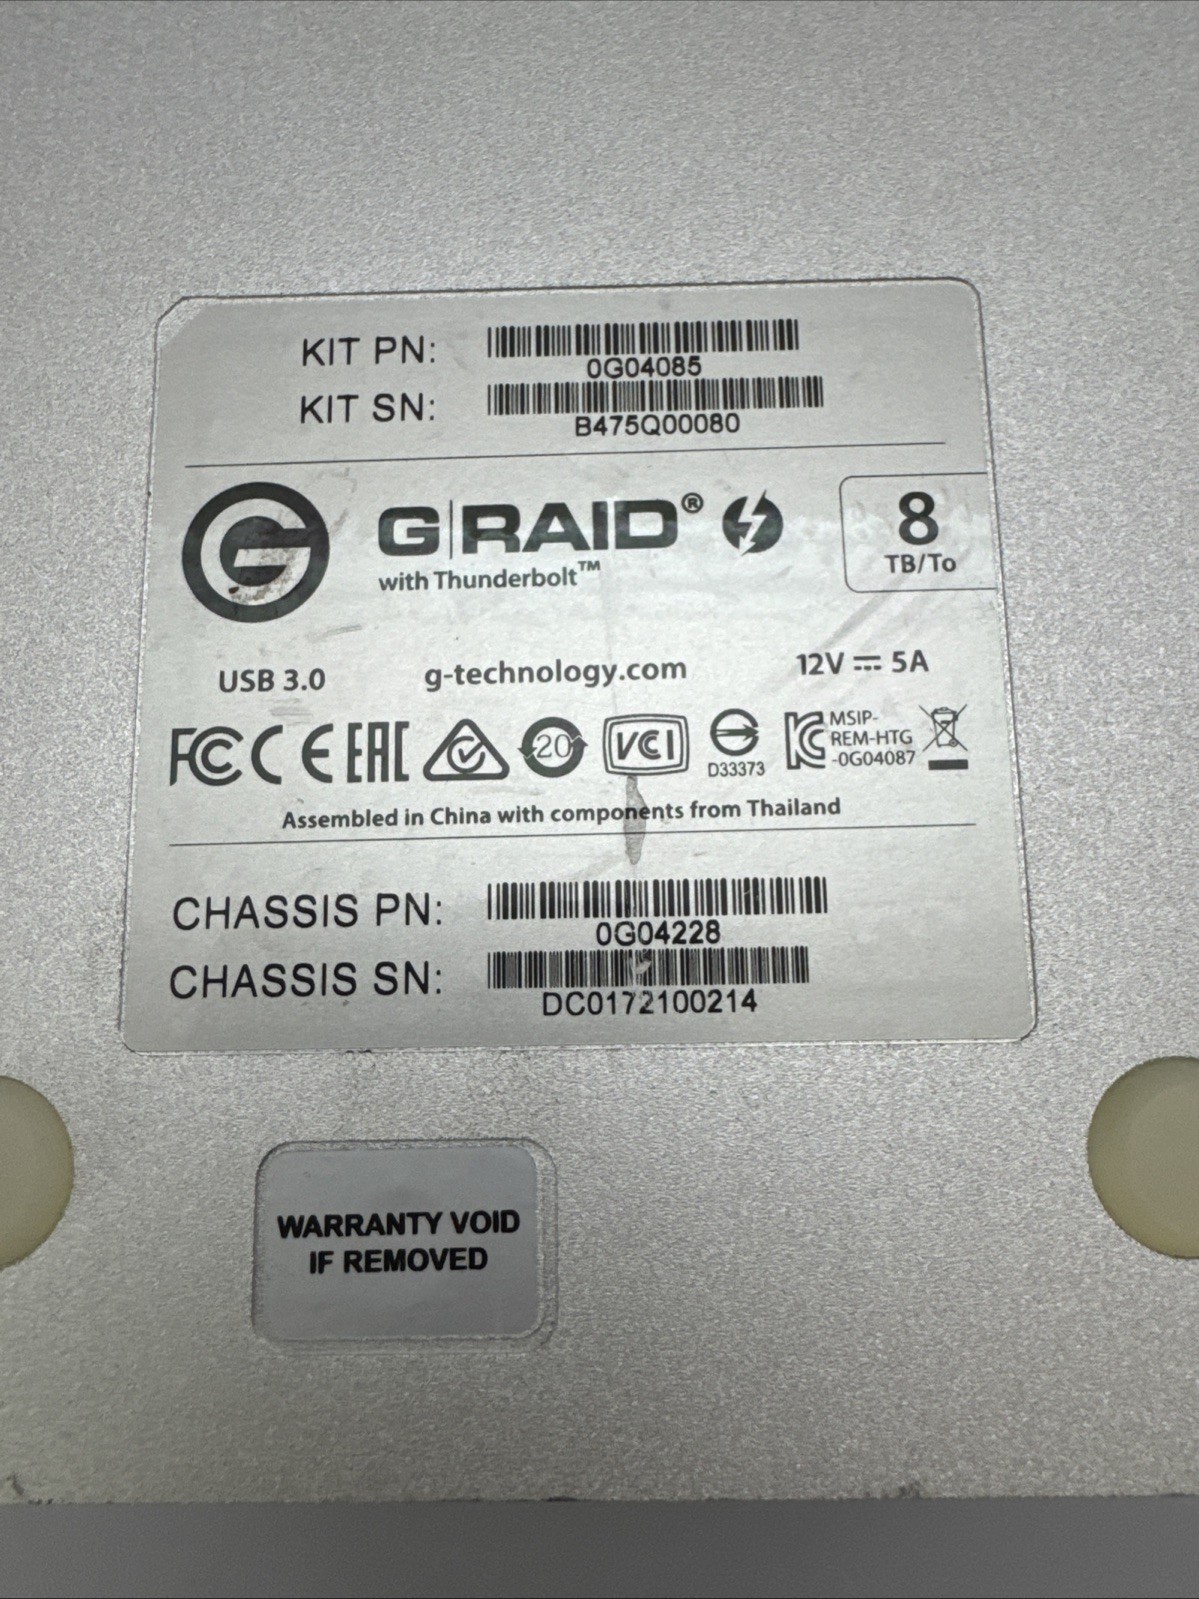 KIT PN:
0G04085
KIT SN:
B475Q00080
G|RAID®
with Thunderbolt™
8
TB/To
USB 3.0
g-technology.com
12V ⎓ 5A
FC CE EAC
20
VCI
D33373
MSIP-
REM-HTG
-0G04087
Assembled in China with components from Thailand
CHASSIS PN:
0G04228
CHASSIS SN:
DC0172100214
WARRANTY VOID
IF REMOVED